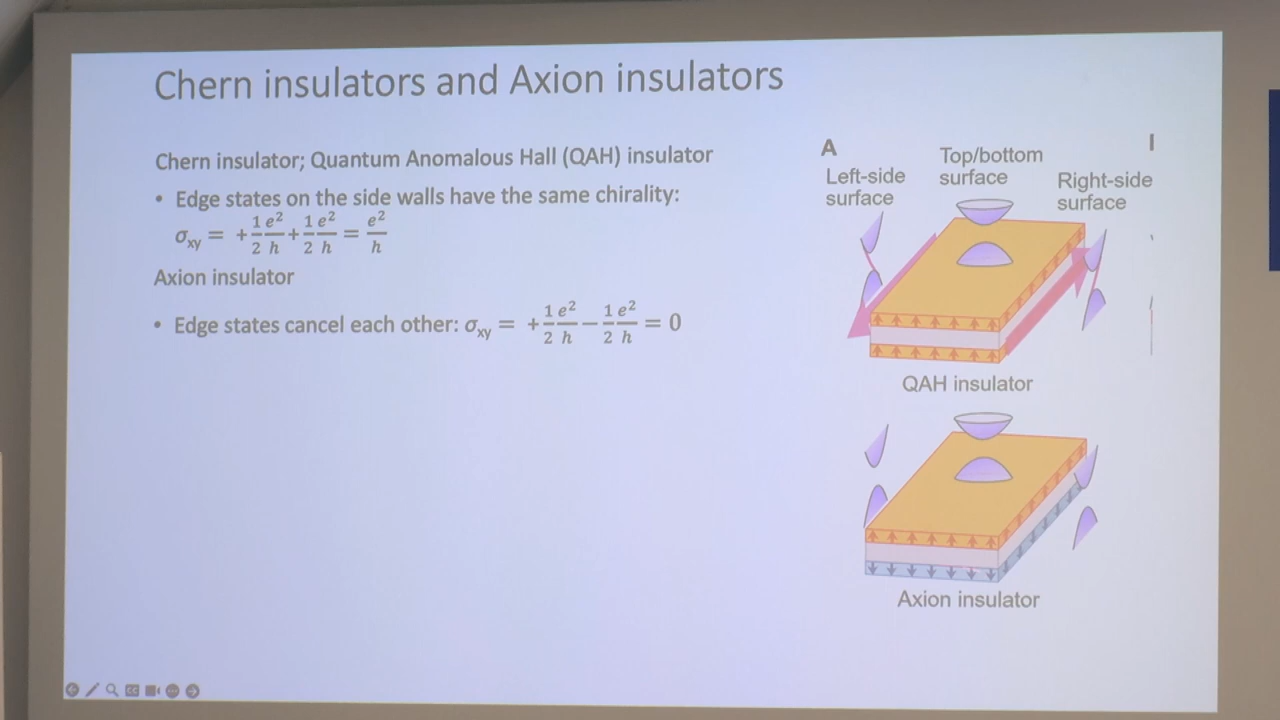 Chern insulators and Axion insulators
Chern insulator; Quantum Anomalous Hall (QAH) insulator
• Edge states on the side walls have the same chirality:
σxy = +1/2 e²/h + 1/2 e²/h = e²/h
Axion insulator
• Edge states cancel each other: σxy = +1/2 e²/h − 1/2 e²/h = 0
A
Left-side
surface
Top/bottom
surface
Right-side
surface
QAH insulator
Axion insulator